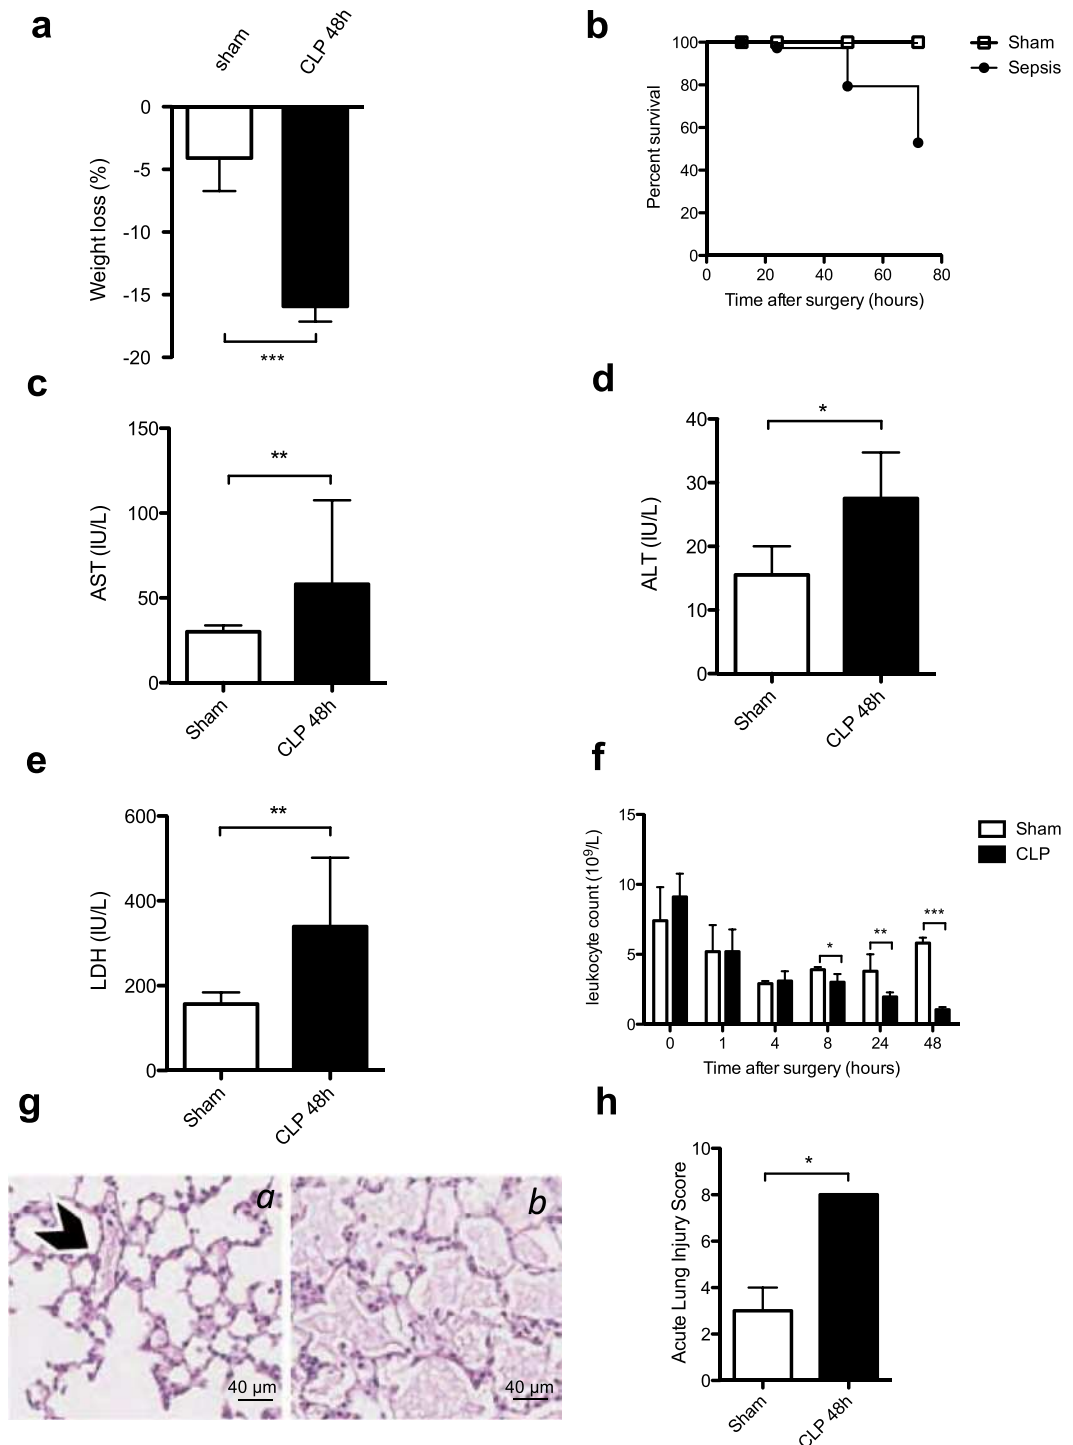 a
sham
CLP 48h
0
-5
-10
-15
-20
Weight loss (%)
***
b
100
80
60
40
20
0
Percent survival
0 20 40 60 80
Time after surgery (hours)
Sham
Sepsis
c
150
100
50
0
AST (IU/L)
**
Sham
CLP 48h
d
40
30
20
10
0
ALT (IU/L)
*
Sham
CLP 48h
e
600
400
200
0
LDH (IU/L)
**
Sham
CLP 48h
f
15
10
5
0
leukocyte count (10⁹/L)
* ** ***
0 1 4 8 24 48
Time after surgery (hours)
Sham
CLP
g
a
40 µm
b
40 µm
h
10
8
6
4
2
0
Acute Lung Injury Score
*
Sham
CLP 48h